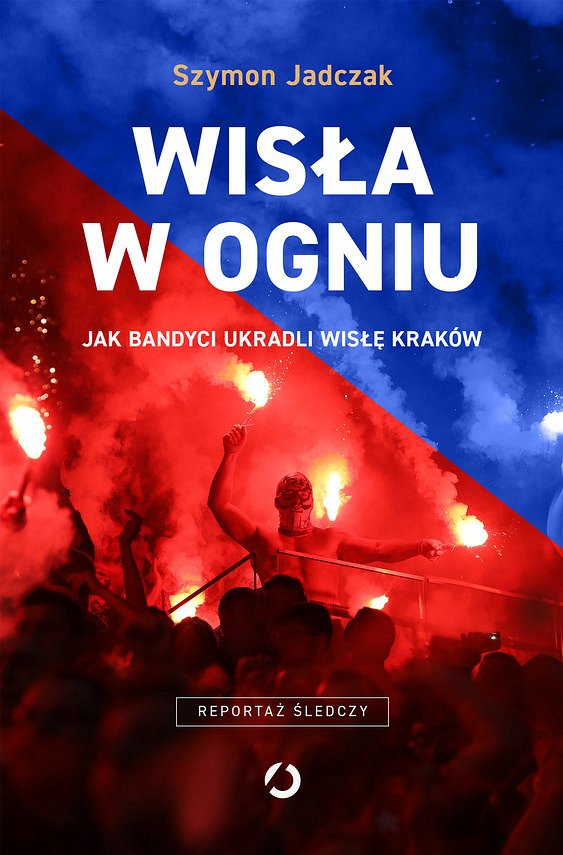 Szymon Jadczak
WISŁA
W OGNIU
JAK BANDYCI UKRADLI WISŁĘ KRAKÓW
REPORTAŻ ŚLEDCZY